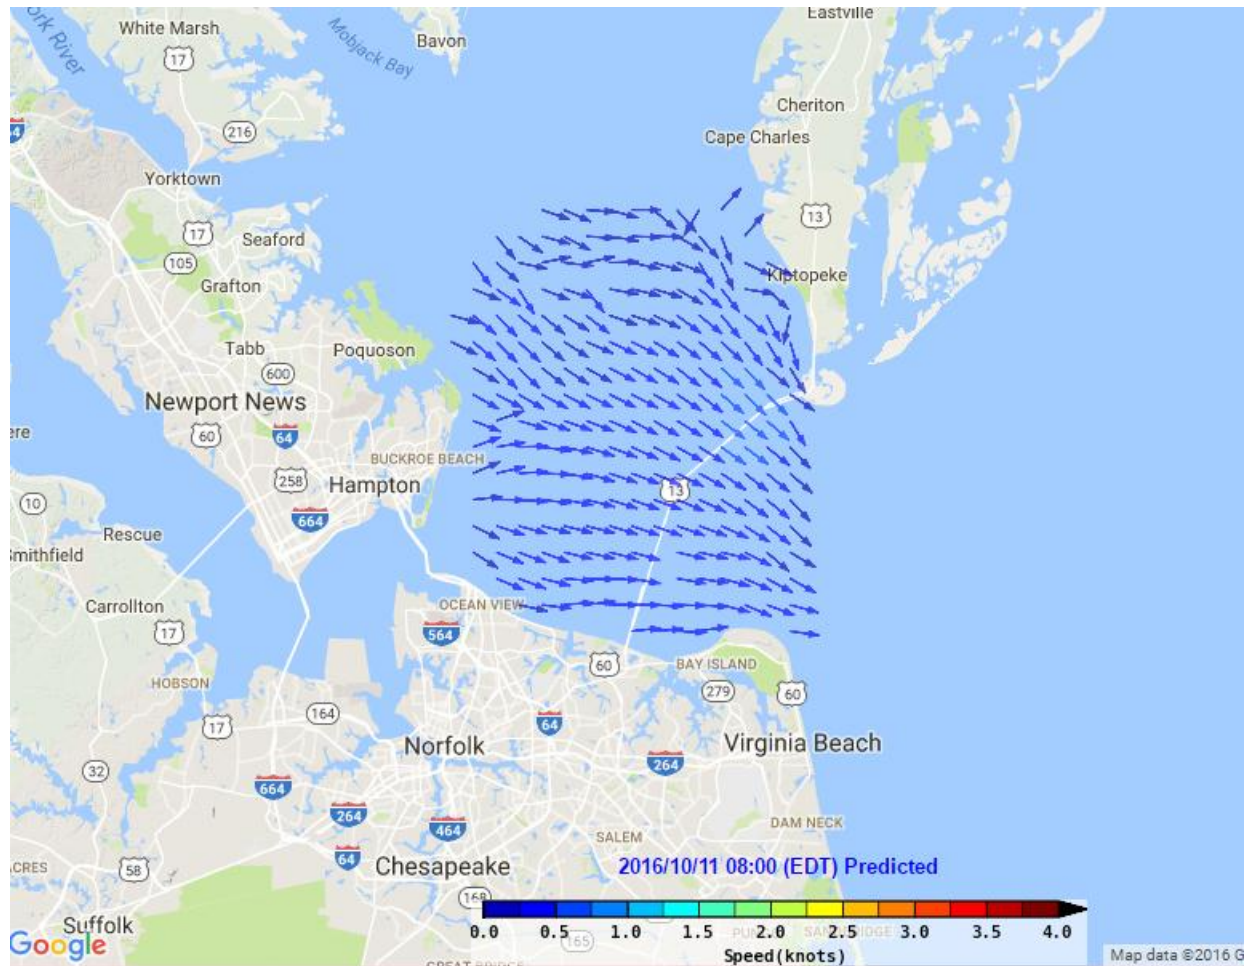 Eastville
White Marsh
17
Bavon
Mobjack Bay
Cheriton
216
Cape Charles
Yorktown
13
17
Seaford
105
Kiptopeke
Grafton
Tabb
Poquoson
600
Newport News
60
64
BUCKROE BEACH
258
Hampton
13
10
664
Rescue
Smithfield
Carrollton
OCEAN VIEW
17
564
60
BAY ISLAND
HOBSON
279
60
164
17
64
Norfolk
Virginia Beach
264
32
664
264
464
DAM NECK
SALEM
64
2016/10/11 08:00 (EDT) Predicted
Chesapeake
58
168
Suffolk
0.0 0.5 1.0 1.5 2.0 2.5 3.0 3.5 4.0
165
Google
Speed(knots)
Map data ©2016 G